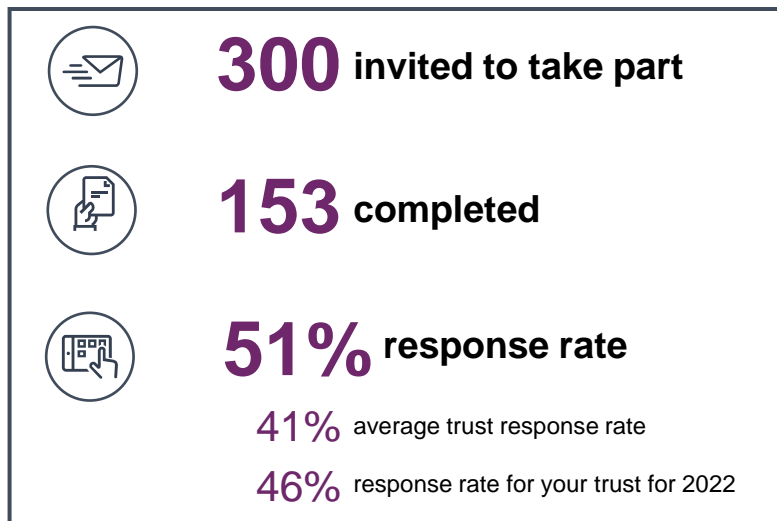 300 invited to take part
153 completed
51% response rate
41% average trust response rate
46% response rate for your trust for 2022